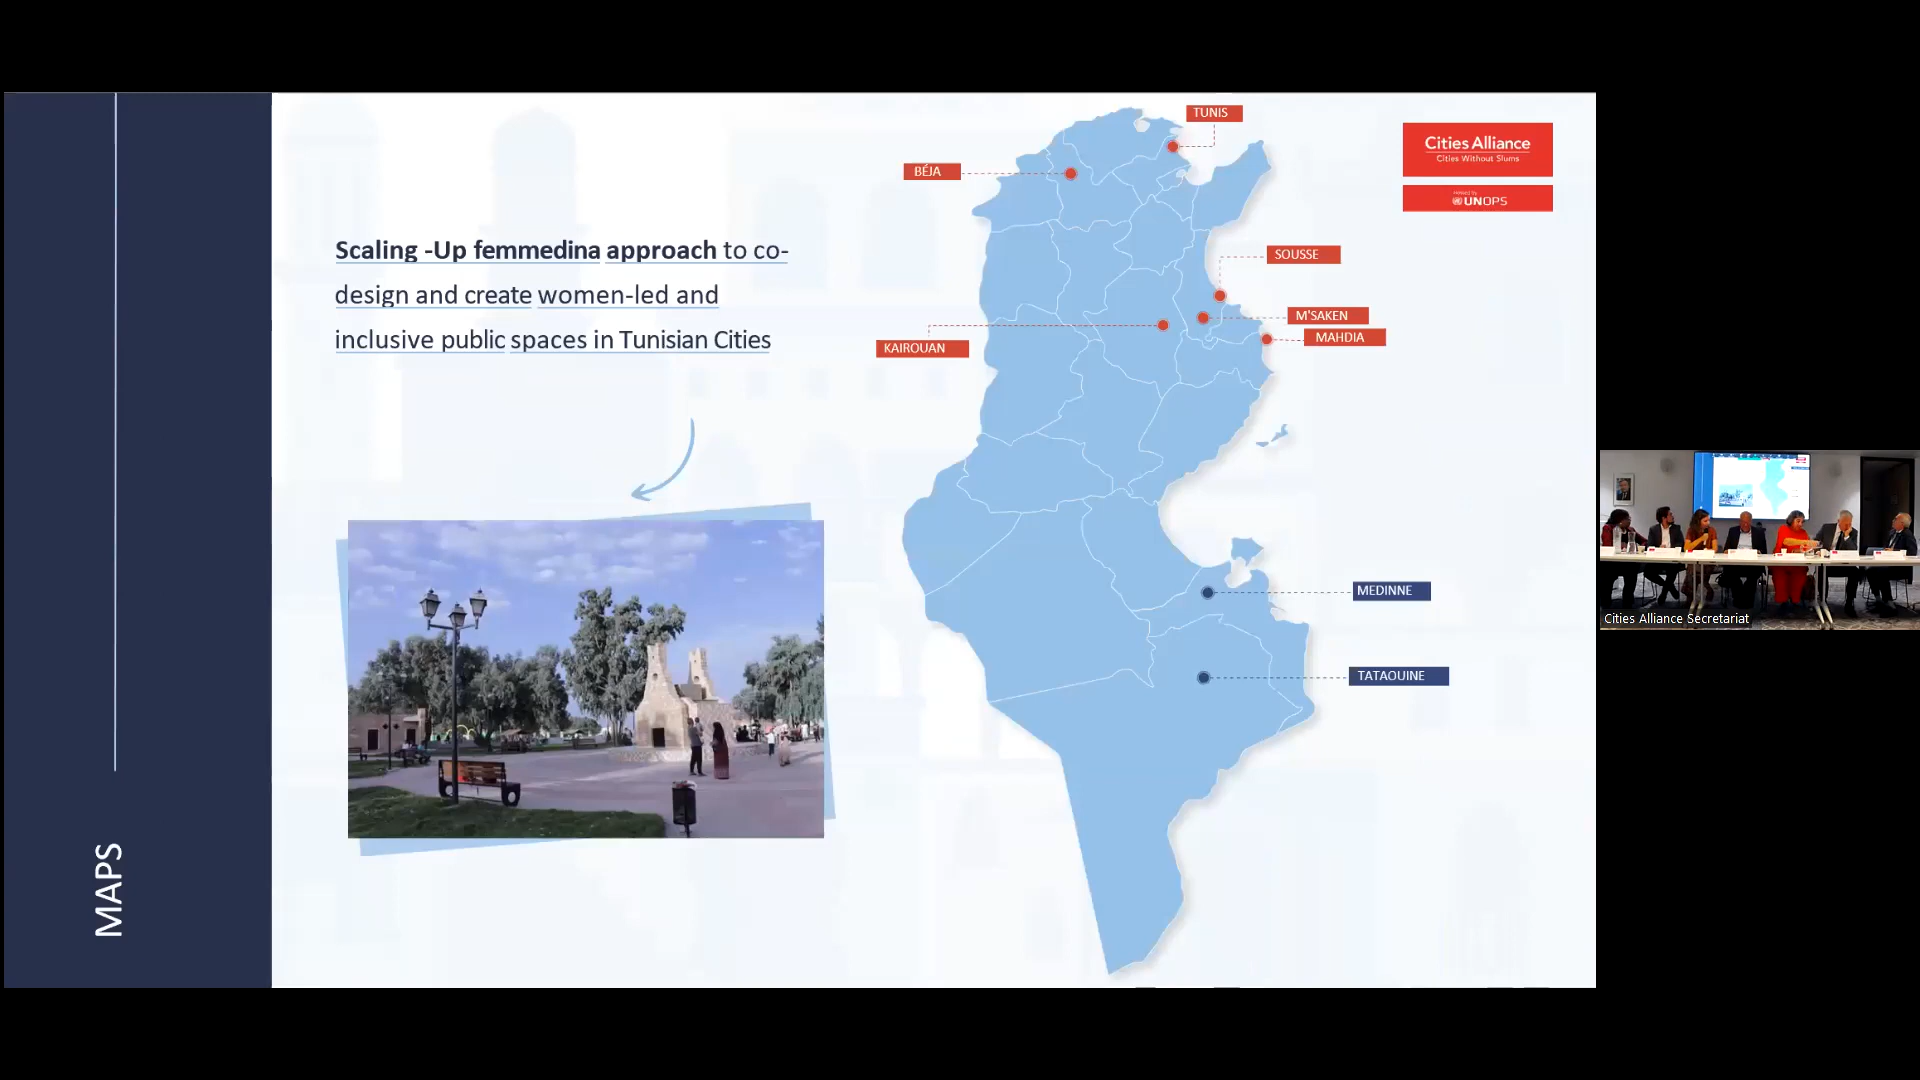 MAPS
Scaling -Up femmedina approach to co-
design and create women-led and
inclusive public spaces in Tunisian Cities
TUNIS
BÉJA
SOUSSE
M'SAKEN
MAHDIA
KAIROUAN
MEDINNE
TATAOUINE
Cities Alliance
Cities Without Slums
Hosted by
UNOPS
Cities Alliance Secretariat